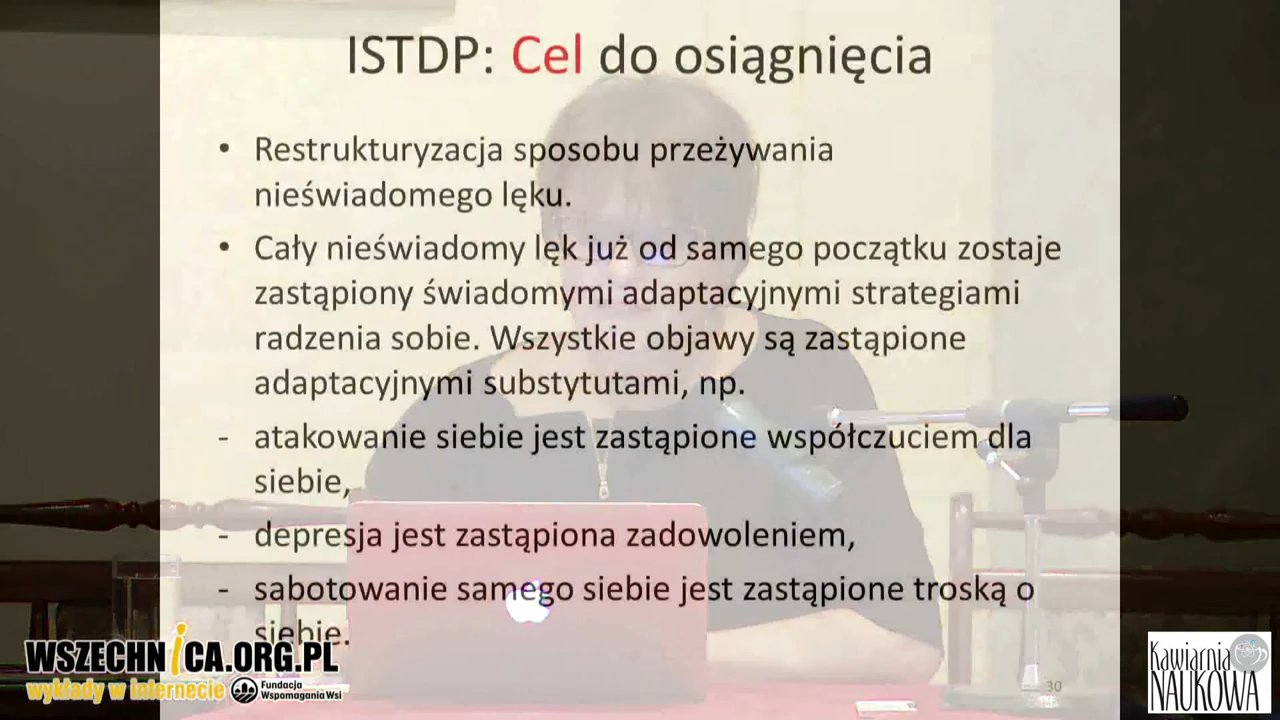 ISTDP: Cel do osiągnięcia
• Restrukturyzacja sposobu przeżywania
nieświadomego lęku.
• Cały nieświadomy lęk już od samego początku zostaje
zastąpiony świadomymi adaptacyjnymi strategiami
radzenia sobie. Wszystkie objawy są zastąpione
adaptacyjnymi substytutami, np.
- atakowanie siebie jest zastąpione współczuciem dla
siebie,
- depresja jest zastąpiona zadowoleniem,
- sabotowanie samego siebie jest zastąpione troską o
siebie.
WSZECHNiCA.ORG.PL
wykłady w internecie
Fundacja
Wspomagania Wsi
30
Kawiarnia
NAUKOWA